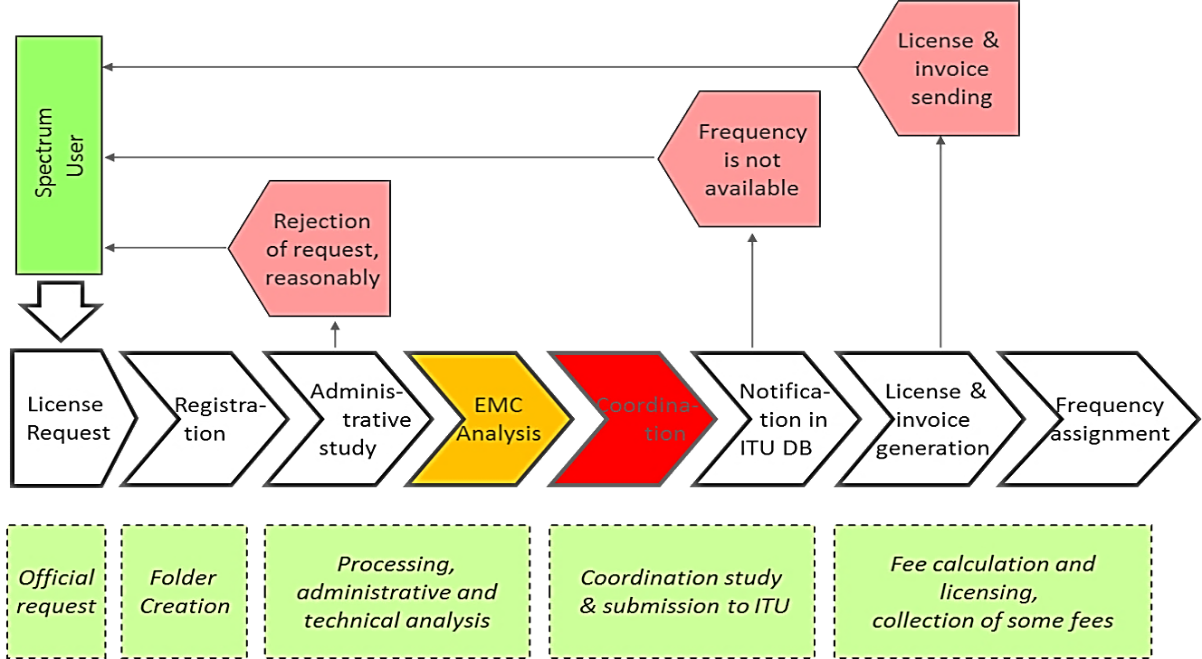 License &
invoice
sending
Spectrum
User
Frequency
is not
available
Rejection
of request,
reasonably
License
Request
Registra-
tion
Adminis-
trative
study
EMC
Analysis
Coordina-
tion
Notifica-
tion in
ITU DB
License &
invoice
generation
Frequency
assignment
Official
request
Folder
Creation
Processing,
administrative and
technical analysis
Coordination study
& submission to ITU
Fee calculation and
licensing,
collection of some fees